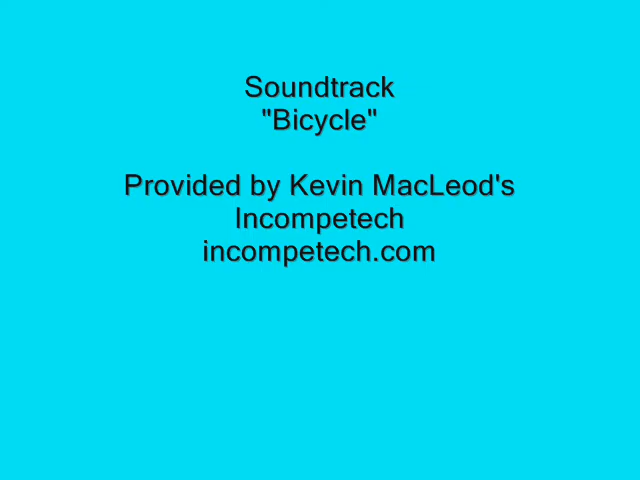 Soundtrack
"Bicycle"
Provided by Kevin MacLeod's
Incompetech
incompetech.com